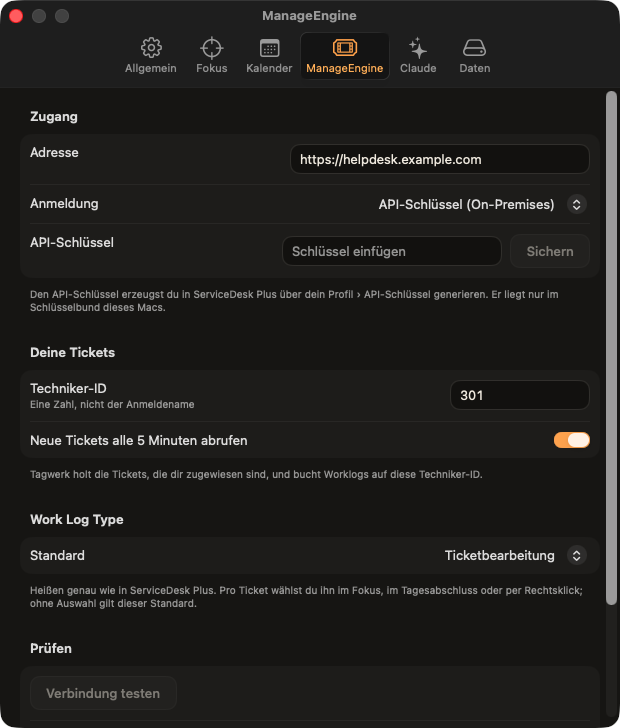 ManageEngine
Allgemein
Fokus
Kalender
ManageEngine
Claude
Daten
Zugang
Adresse
https://helpdesk.example.com
Anmeldung
API-Schlüssel (On-Premises)
API-Schlüssel
Schlüssel einfügen
Sichern
Den API-Schlüssel erzeugst du in ServiceDesk Plus über dein Profil › API-Schlüssel generieren. Er liegt nur im
Schlüsselbund dieses Macs.
Deine Tickets
Techniker-ID
Eine Zahl, nicht der Anmeldename
301
Neue Tickets alle 5 Minuten abrufen
Tagwerk holt die Tickets, die dir zugewiesen sind, und bucht Worklogs auf diese Techniker-ID.
Work Log Type
Standard
Ticketbearbeitung
Heißen genau wie in ServiceDesk Plus. Pro Ticket wählst du ihn im Fokus, im Tagesabschluss oder per Rechtsklick;
ohne Auswahl gilt dieser Standard.
Prüfen
Verbindung testen